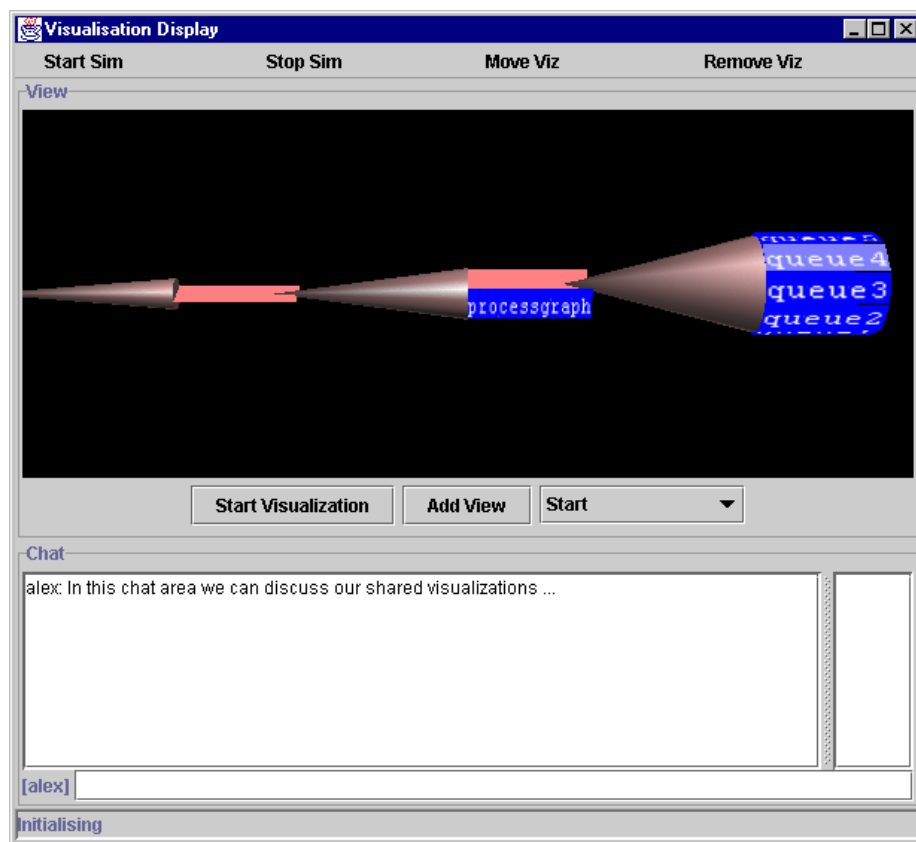 Visualisation Display
Start Sim Stop Sim Move Viz Remove Viz
View
queue4
queue3
processgraph
queue2
Start Visualization Add View Start
Chat
alex: In this chat area we can discuss our shared visualizations ...
[alex]
Initialising